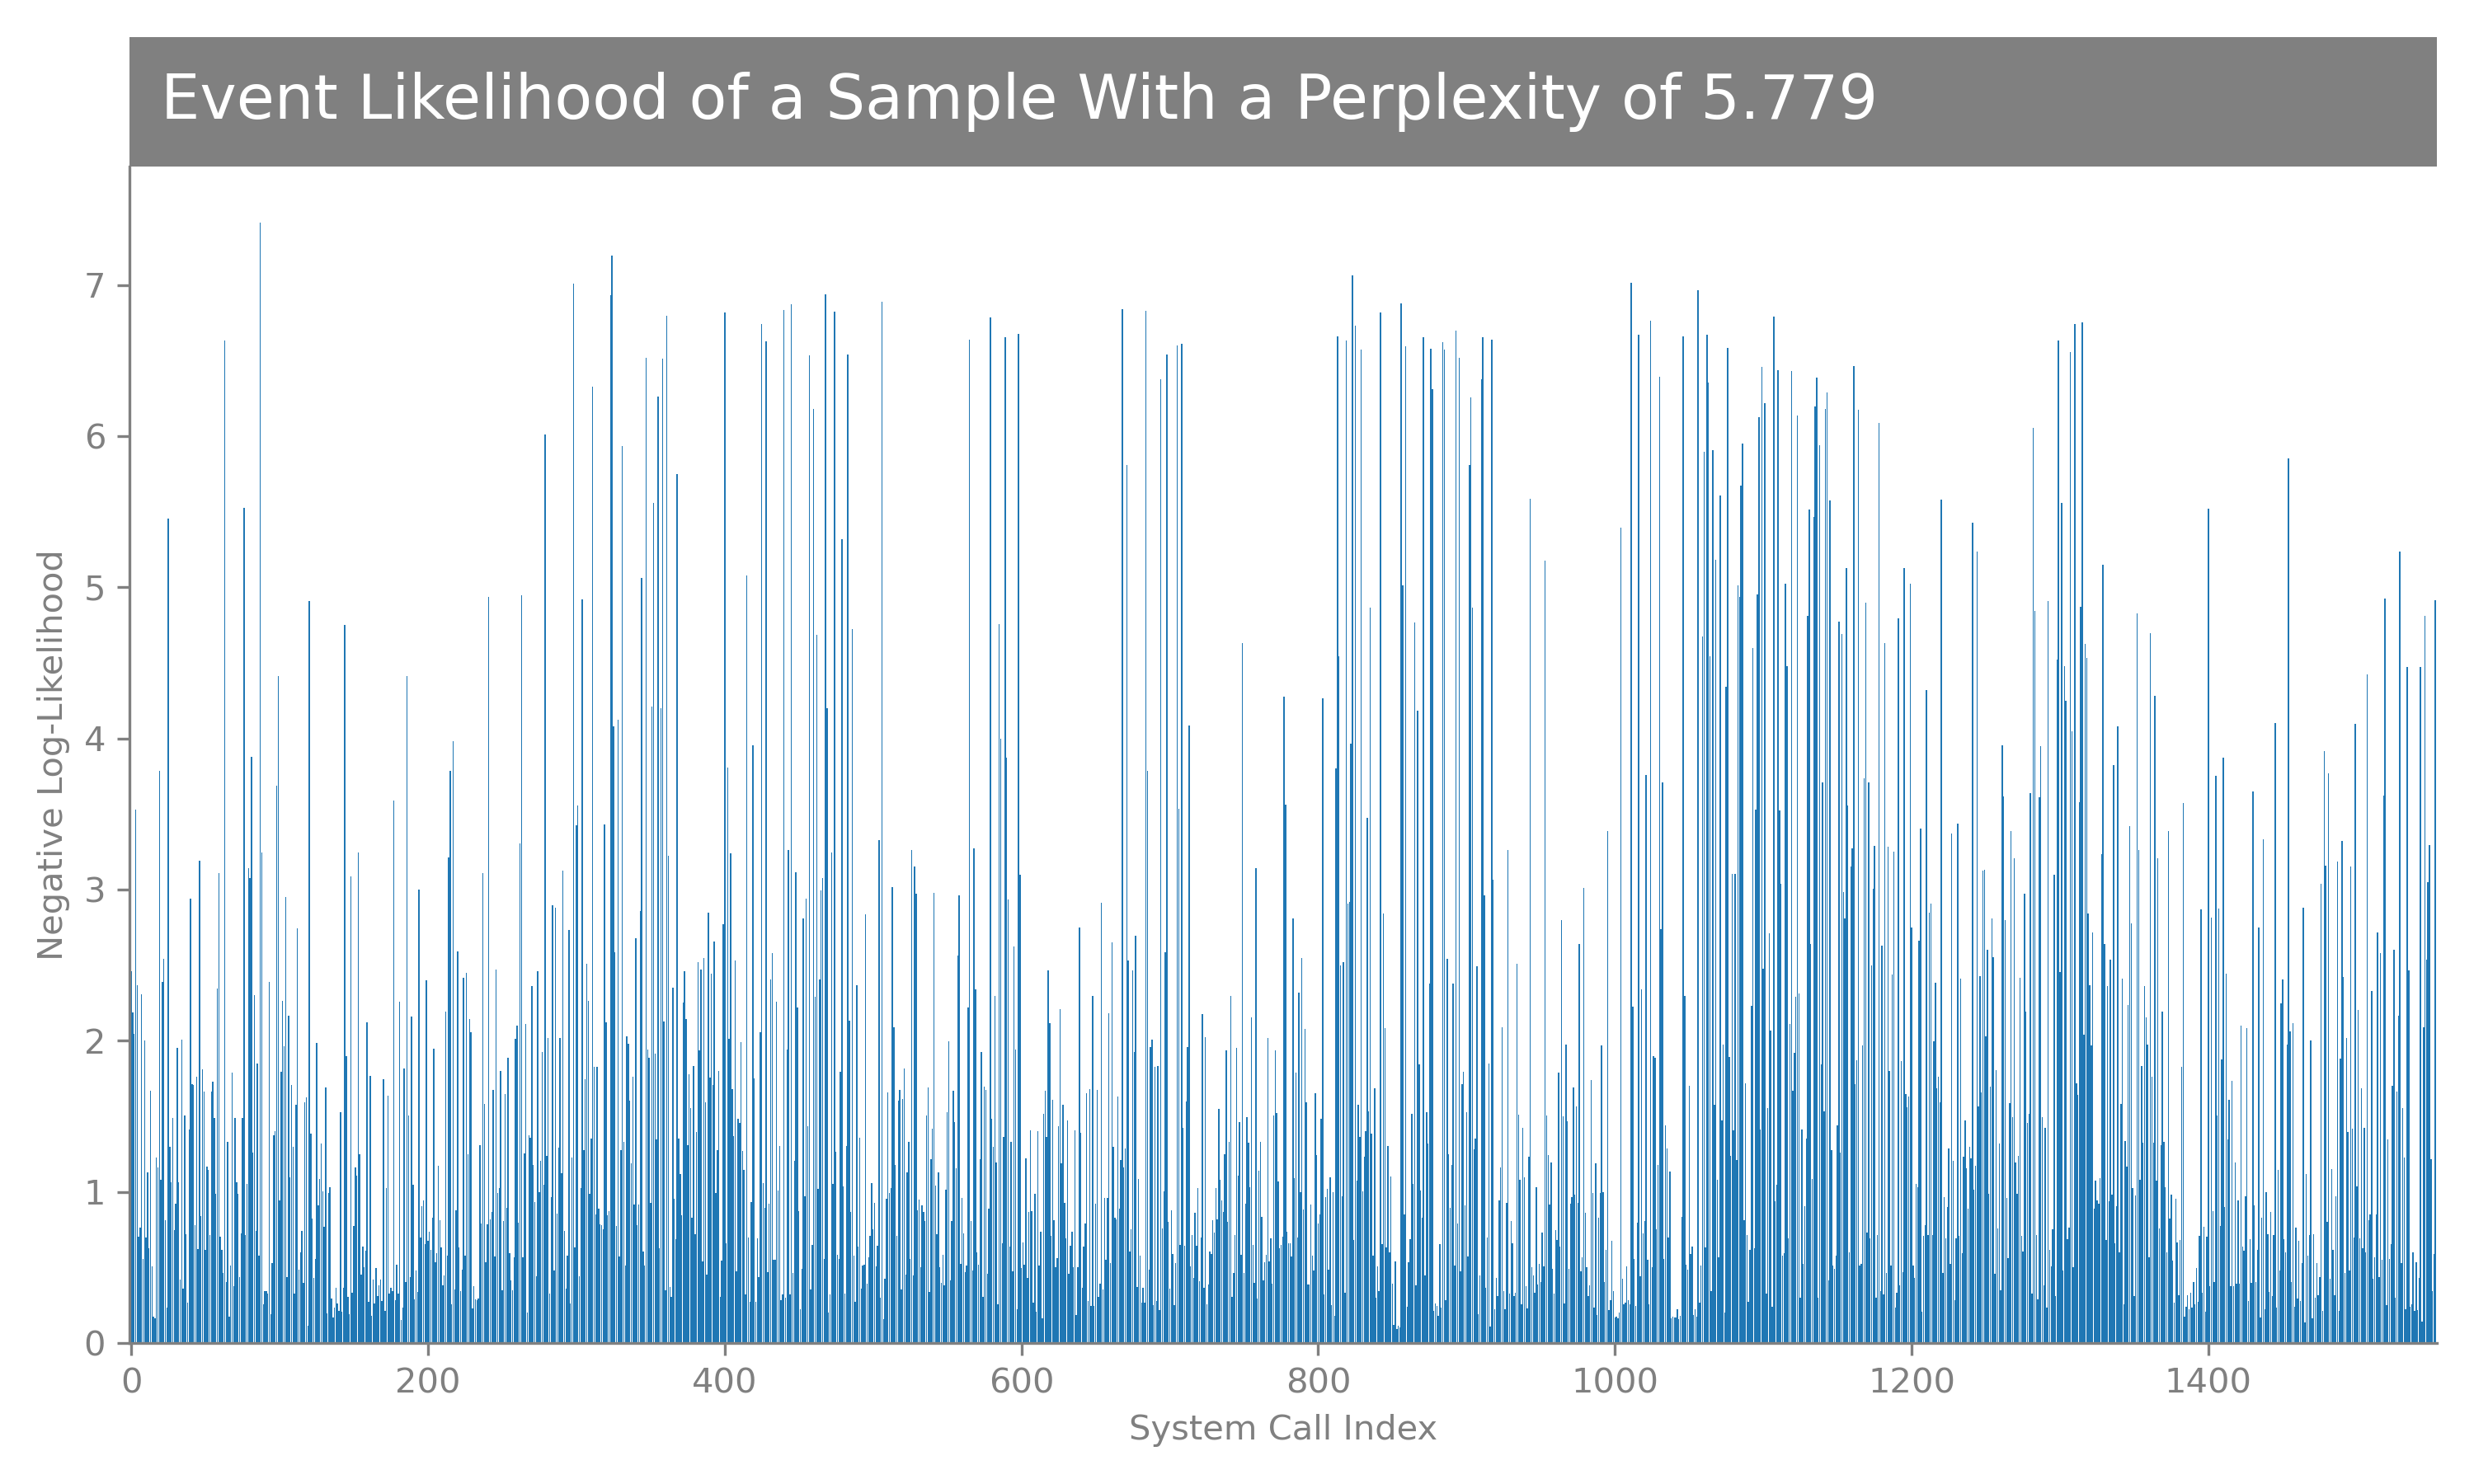 Event Likelihood of a Sample With a Perplexity of 5.779
Negative Log-Likelihood
7
6
5
4
3
2
1
0
0 200 400 600 800 1000 1200 1400
System Call Index